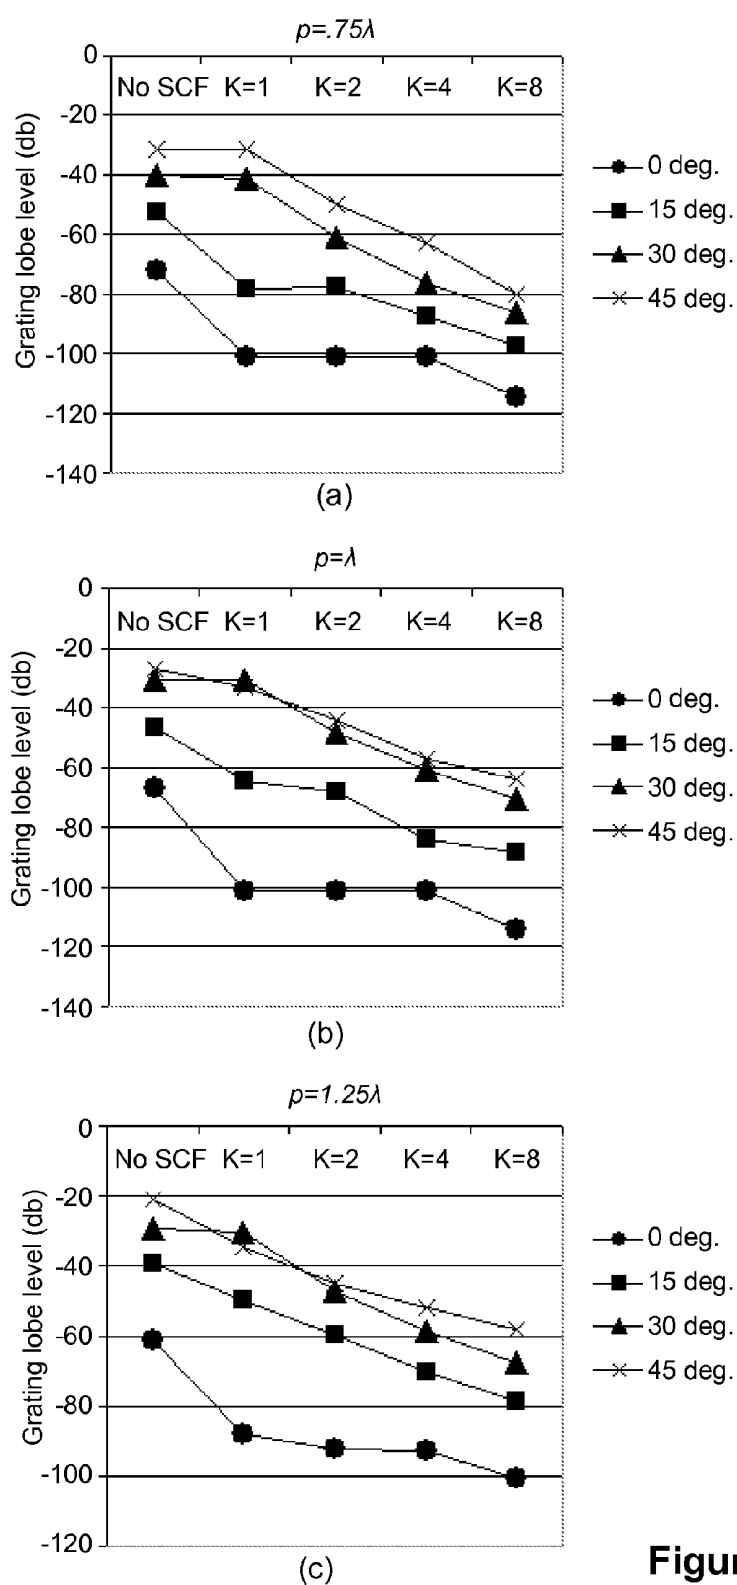 p=.75λ
0
No SCF K=1 K=2 K=4 K=8
-20
-40
-60
-80
-100
-120
-140
Grating lobe level (db)
0 deg.
15 deg.
30 deg.
45 deg.
(a)
p=λ
0
No SCF K=1 K=2 K=4 K=8
-20
-40
-60
-80
-100
-120
-140
Grating lobe level (db)
0 deg.
15 deg.
30 deg.
45 deg.
(b)
p=1.25λ
0
No SCF K=1 K=2 K=4 K=8
-20
-40
-60
-80
-100
-120
Grating lobe level (db)
0 deg.
15 deg.
30 deg.
45 deg.
(c)